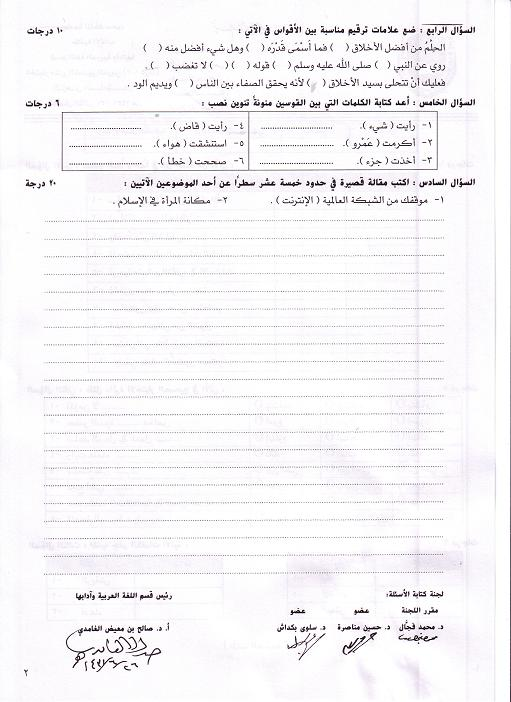 السؤال الرابع : ضع علامات ترقيم مناسبة بين الأقواس في الآتي : ١٠ درجات
الحلُمُ من أفضل الأخلاق ( ) فما أسْمَى قَدْرَه ( ) وهل شيء أفضل منه ( )
روي عن النبي ( ) صلى الله عليه وسلم ( ) قوله ( ) ( ) لا تغضب ( ) .
فعليك أنْ تتحلى بسيد الأخلاق ( ) لأنه يحقق الصفاء بين الناس ( ) ويديم الود .
السؤال الخامس : أعد كتابة الكلمات التي بين القوسين منونةً تنوين نصب : ٦ درجات
١- رأيت ( شيء ). ٤- رأيت ( قاض ).
٢- أكرمت ( عَمْرو ). ٥- استنشقت ( هواء ).
٣- أخذت ( جزء ). ٦- صححت ( خطأ ).
السؤال السادس : اكتب مقالة قصيرة في حدود خمسة عشر سطرًا عن أحد الموضوعين الآتيين : ٢٠ درجة
١- موقفك من الشبكة العالمية ( الإنترنت ) . ٢- مكانة المرأة في الإسلام .
لجنة كتابة الأسئلة: رئيس قسم اللغة العربية وآدابها
مقرر اللجنة عضو عضو
د. محمد فجّال د. حسين مناصرة د. سلوى بكداش أ. د. صالح بن معيض الغامدي
٢